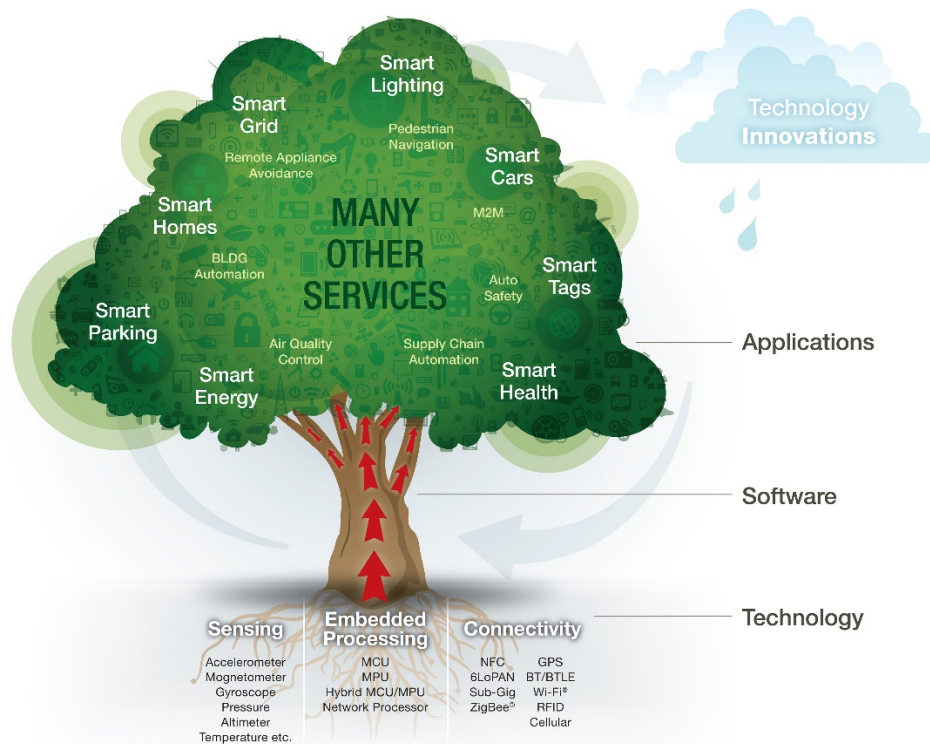 Smart
Lighting
Technology
Innovations
Smart
Grid
Pedestrian
Navigation
Remote Appliance
Avoidance
Smart
Cars
Smart
Homes
MANY
OTHER
SERVICES
M2M
BLDG
Automation
Smart
Tags
Auto
Safety
Smart
Parking
Air Quality
Control
Supply Chain
Automation
Applications
Smart
Energy
Smart
Health
Software
Technology
Sensing
Accelerometer
Mognetometer
Gyroscope
Pressure
Altimeter
Temperature etc.
Embedded
Processing
MCU
MPU
Hybrid MCU/MPU
Network Processor
Connectivity
NFC
6LoPAN
Sub-Gig
ZigBee®
GPS
BT/BTLE
Wi-Fi®
RFID
Cellular